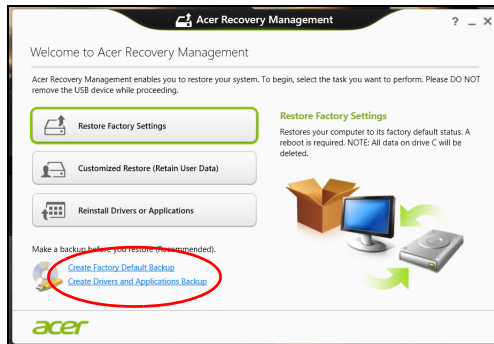 Acer Recovery Management
Welcome to Acer Recovery Management
Acer Recovery Management enables you to restore your system. To begin, select the task you want to perform. Please DO NOT
remove the USB device while proceeding.
Restore Factory Settings
Customized Restore (Retain User Data)
Reinstall Drivers or Applications
Restore Factory Settings
Restores your computer to its factory default status. A
reboot is required. NOTE: All data on drive C will be
deleted.
Make a backup before you restore (Recommended).
Create Factory Default Backup
Create Drivers and Applications Backup
acer